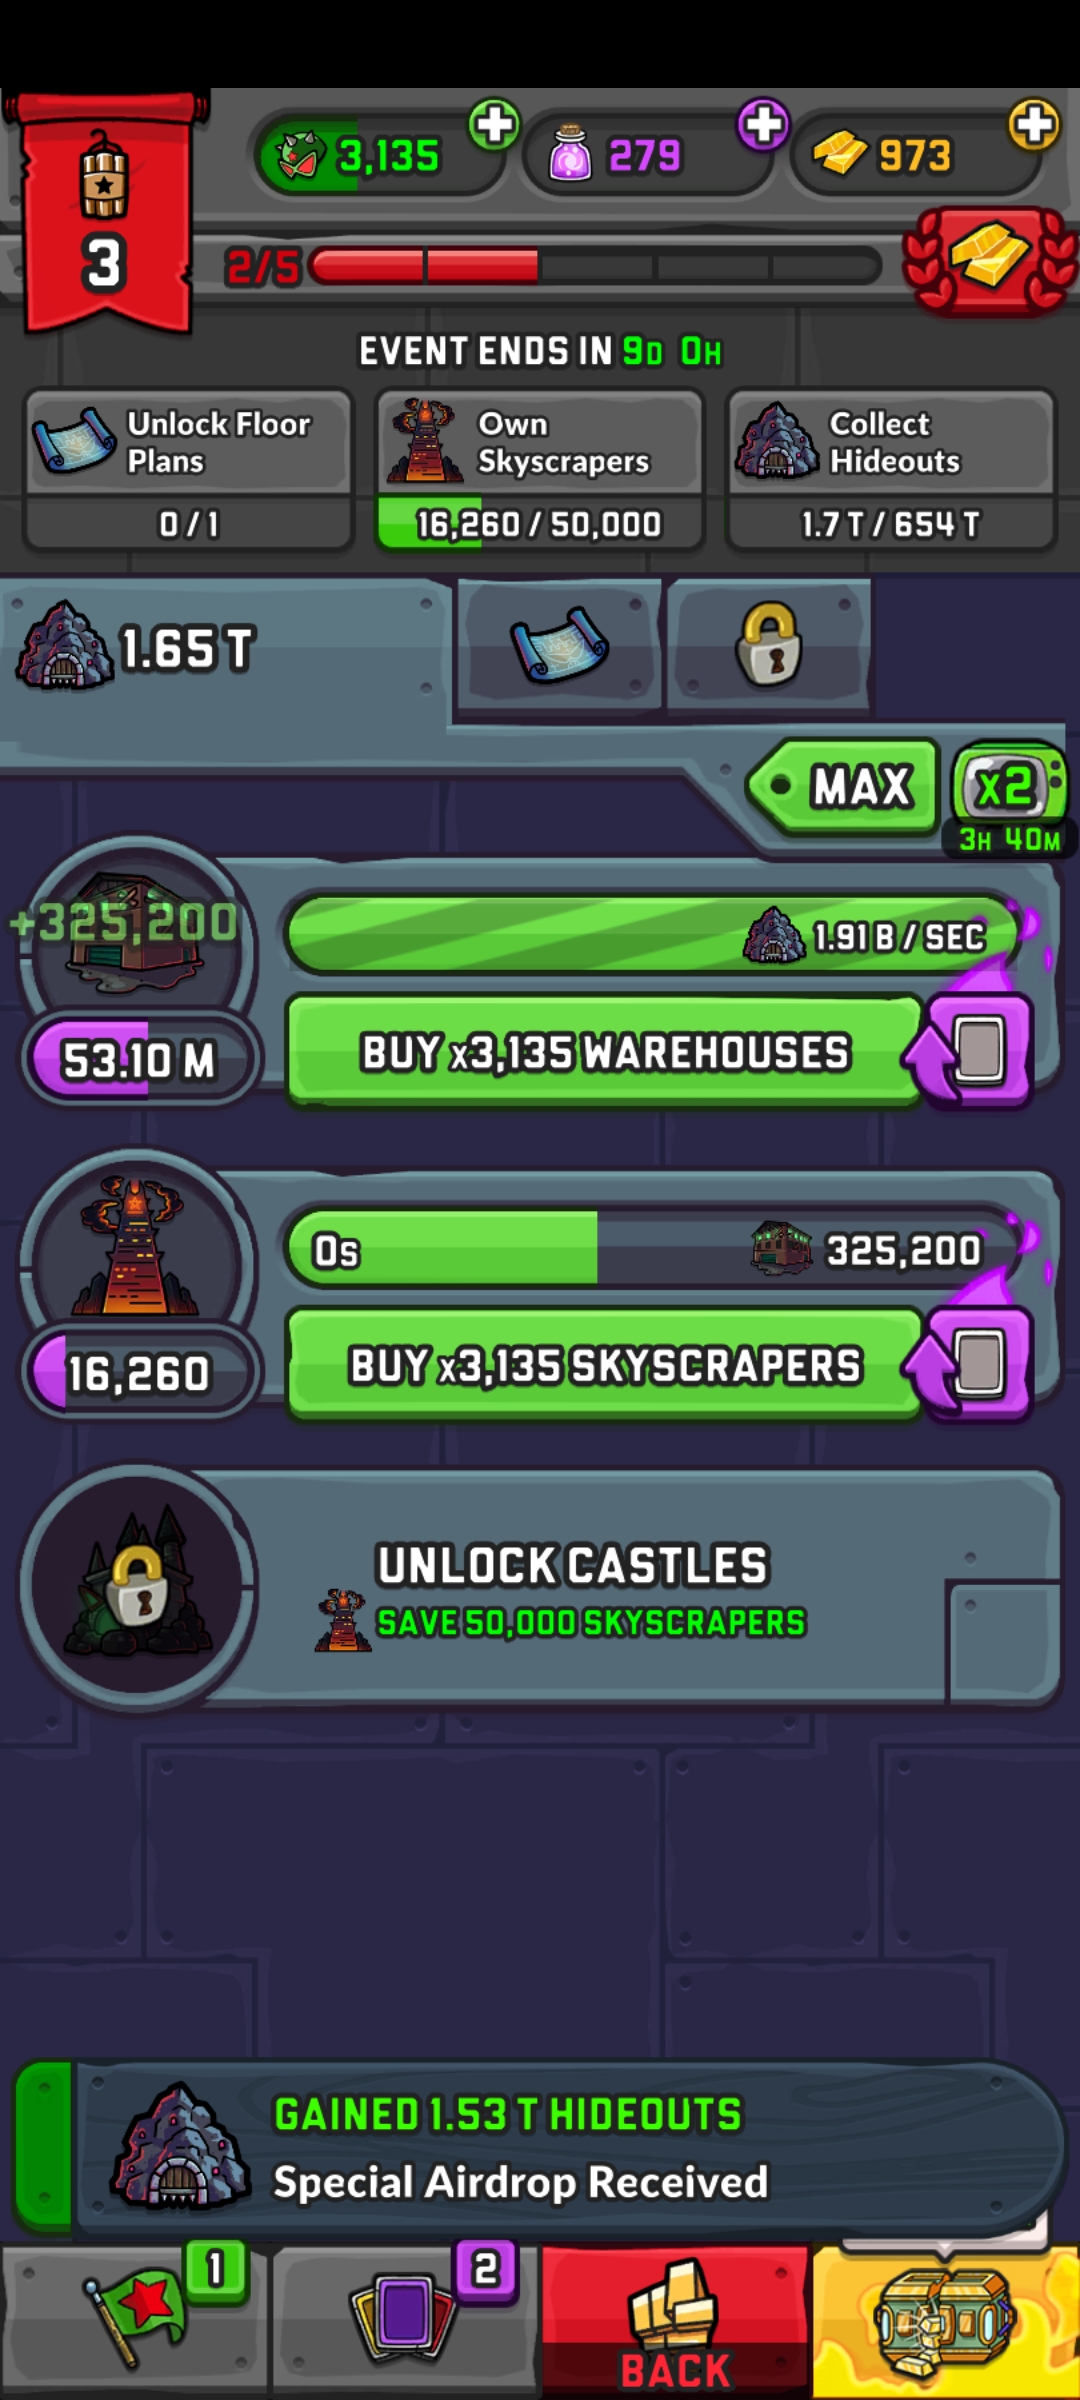 3,135
279
973
3
2/5
EVENT ENDS IN 9D 0H
Unlock Floor
Plans
0 / 1
Own
Skyscrapers
16,260 / 50,000
Collect
Hideouts
1.7 T / 654 T
1.65 T
MAX
x2
3H 40M
+325,200
1.91 B / SEC
53.10 M
BUY x3,135 WAREHOUSES
0s
325,200
16,260
BUY x3,135 SKYSCRAPERS
UNLOCK CASTLES
SAVE 50,000 SKYSCRAPERS
GAINED 1.53 T HIDEOUTS
Special Airdrop Received
1
2
BACK